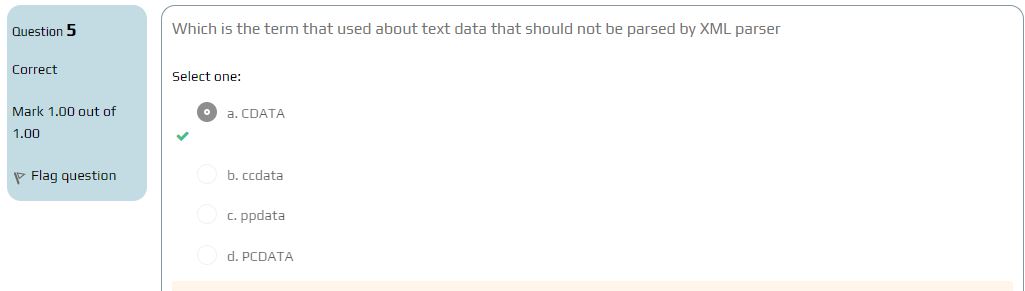 Question 5
Correct
Mark 1.00 out of
1.00
Flag question
Which is the term that used about text data that should not be parsed by XML parser
Select one:
a. CDATA
b. ccdata
c. ppdata
d. PCDATA